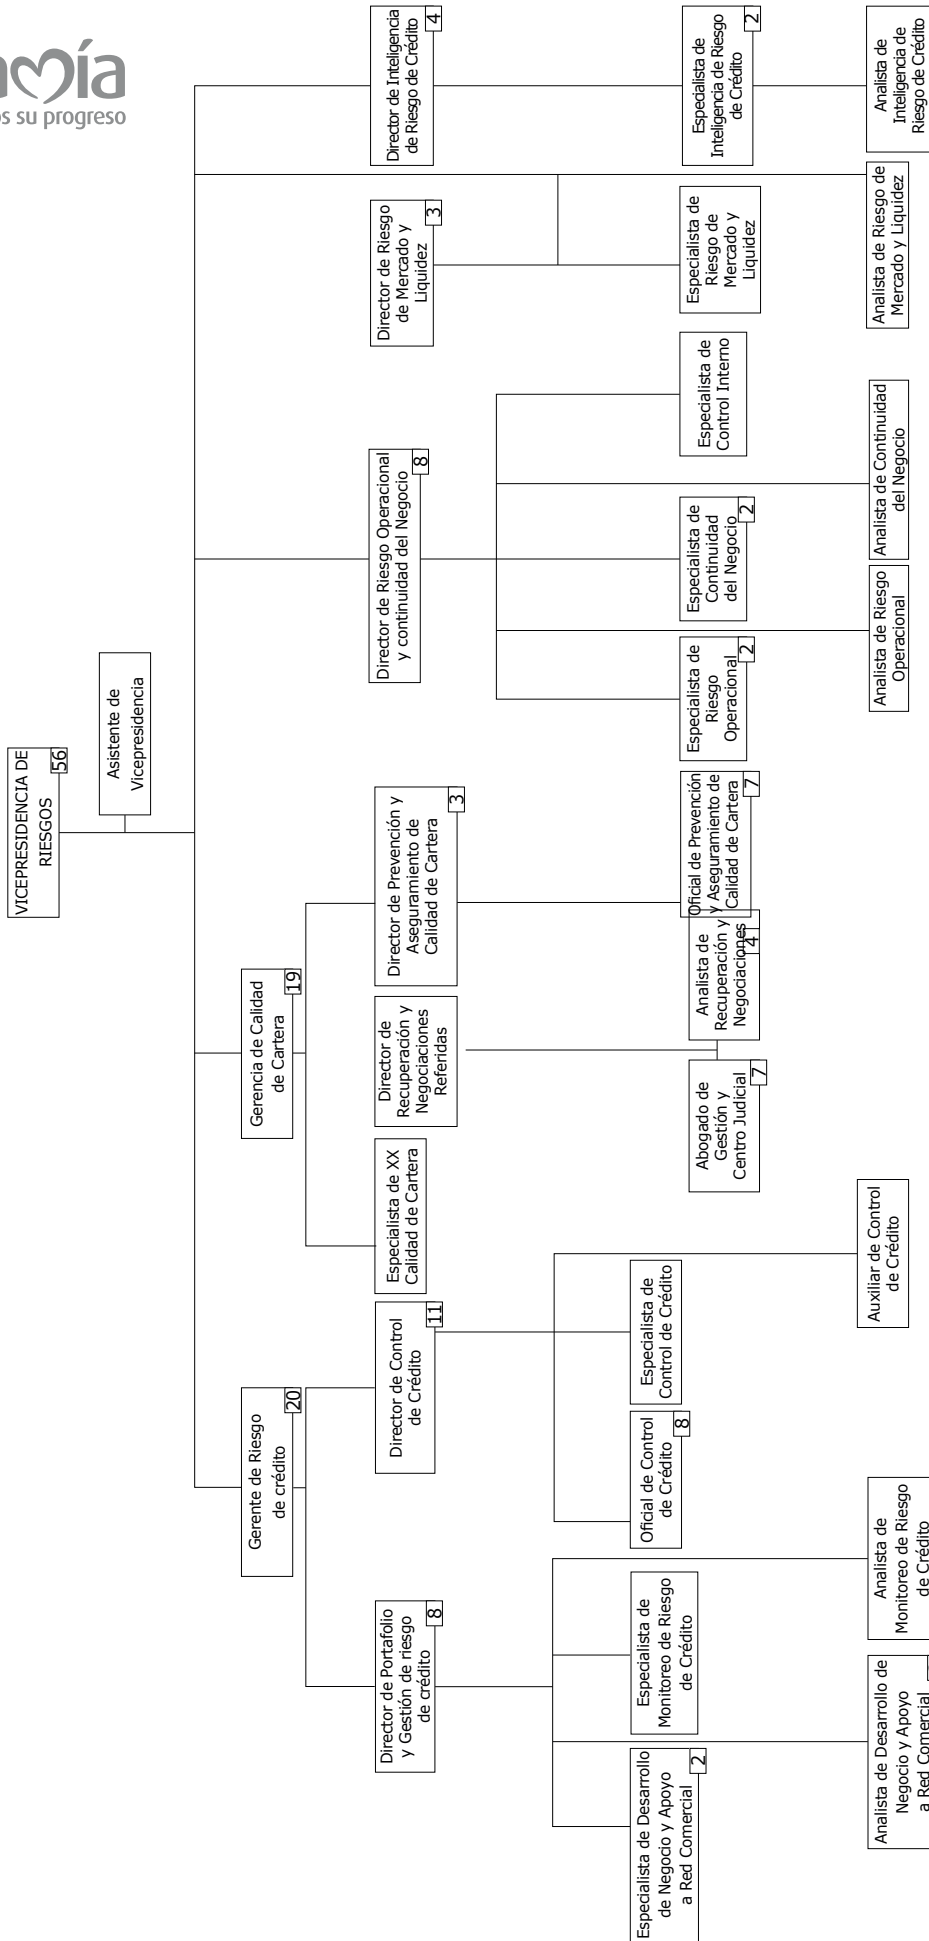 mía
os su progreso
VICEPRESIDENCIA DE
RIESGOS
56
Asistente de
Vicepresidencia
Gerente de Riesgo
de crédito
20
Gerencia de Calidad
de Cartera
19
Director de Portafolio
y Gestión de riesgo
de crédito
8
Director de Control
de Crédito
11
Especialista de XX
Calidad de Cartera
Director de
Recuperación y
Negociaciones
Referidas
Director de Prevención y
Aseguramiento de
Calidad de Cartera
3
Director de Riesgo Operacional
y continuidad del Negocio
8
Director de Riesgo
de Mercado y
Liquidez
3
Director de Inteligencia
de Riesgo de Crédito
4
Especialista de Desarrollo
de Negocio y Apoyo
a Red Comercial
2
Especialista de
Monitoreo de Riesgo
de Crédito
Oficial de Control
de Crédito
8
Especialista de
Control de Crédito
Abogado de
Gestión y
Centro Judicial
7
Analista de
Recuperación y
Negociaciones
4
Oficial de Prevención
y Aseguramiento de
Calidad de Cartera
7
Especialista de
Riesgo
Operacional
2
Especialista de
Continuidad
del Negocio
2
Especialista de
Control Interno
Especialista de
Riesgo de
Mercado y
Liquidez
Especialista de
Inteligencia de Riesgo
de Crédito
2
Analista de Desarrollo de
Negocio y Apoyo
a Red Comercial
Analista de
Monitoreo de Riesgo
de Crédito
Auxiliar de Control
de Crédito
Analista de Riesgo
Operacional
Analista de Continuidad
del Negocio
Analista de Riesgo de
Mercado y Liquidez
Analista de
Inteligencia de
Riesgo de Crédito